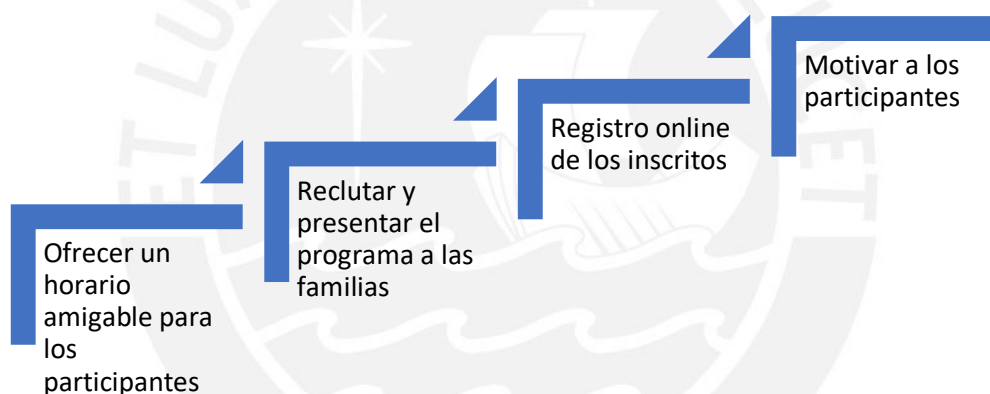 Ofrecer un
horario
amigable para
los
participantes
Reclutar y
presentar el
programa a las
familias
Registro online
de los inscritos
Motivar a los
participantes